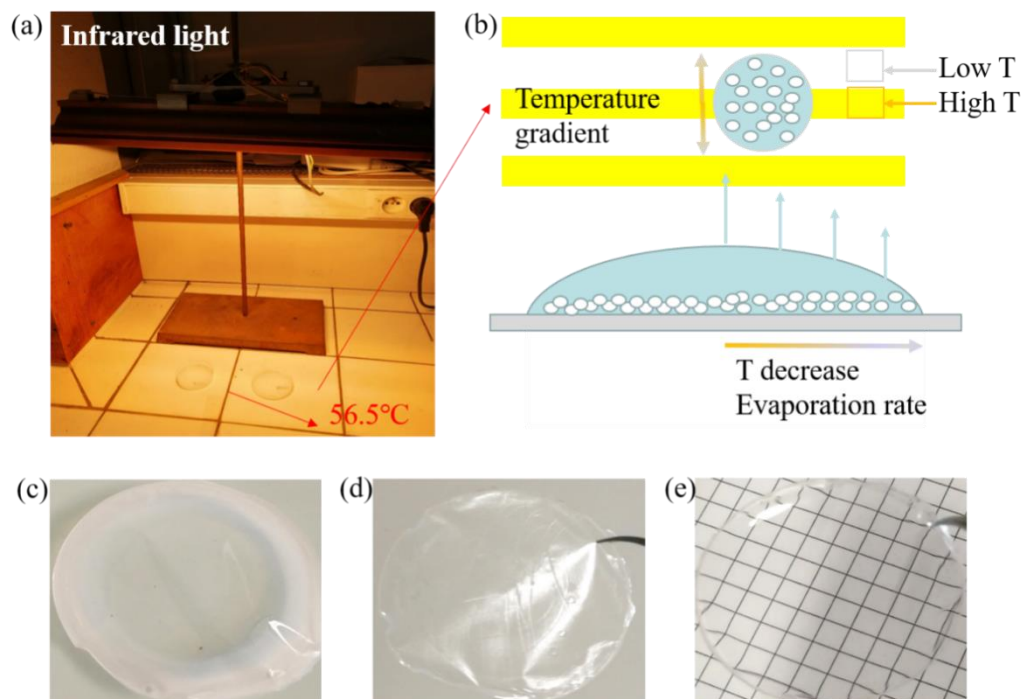 (a)
Infrared light
56.5°C
(b)
Temperature
gradient
Low T
High T
T decrease
Evaporation rate
(c)
(d)
(e)